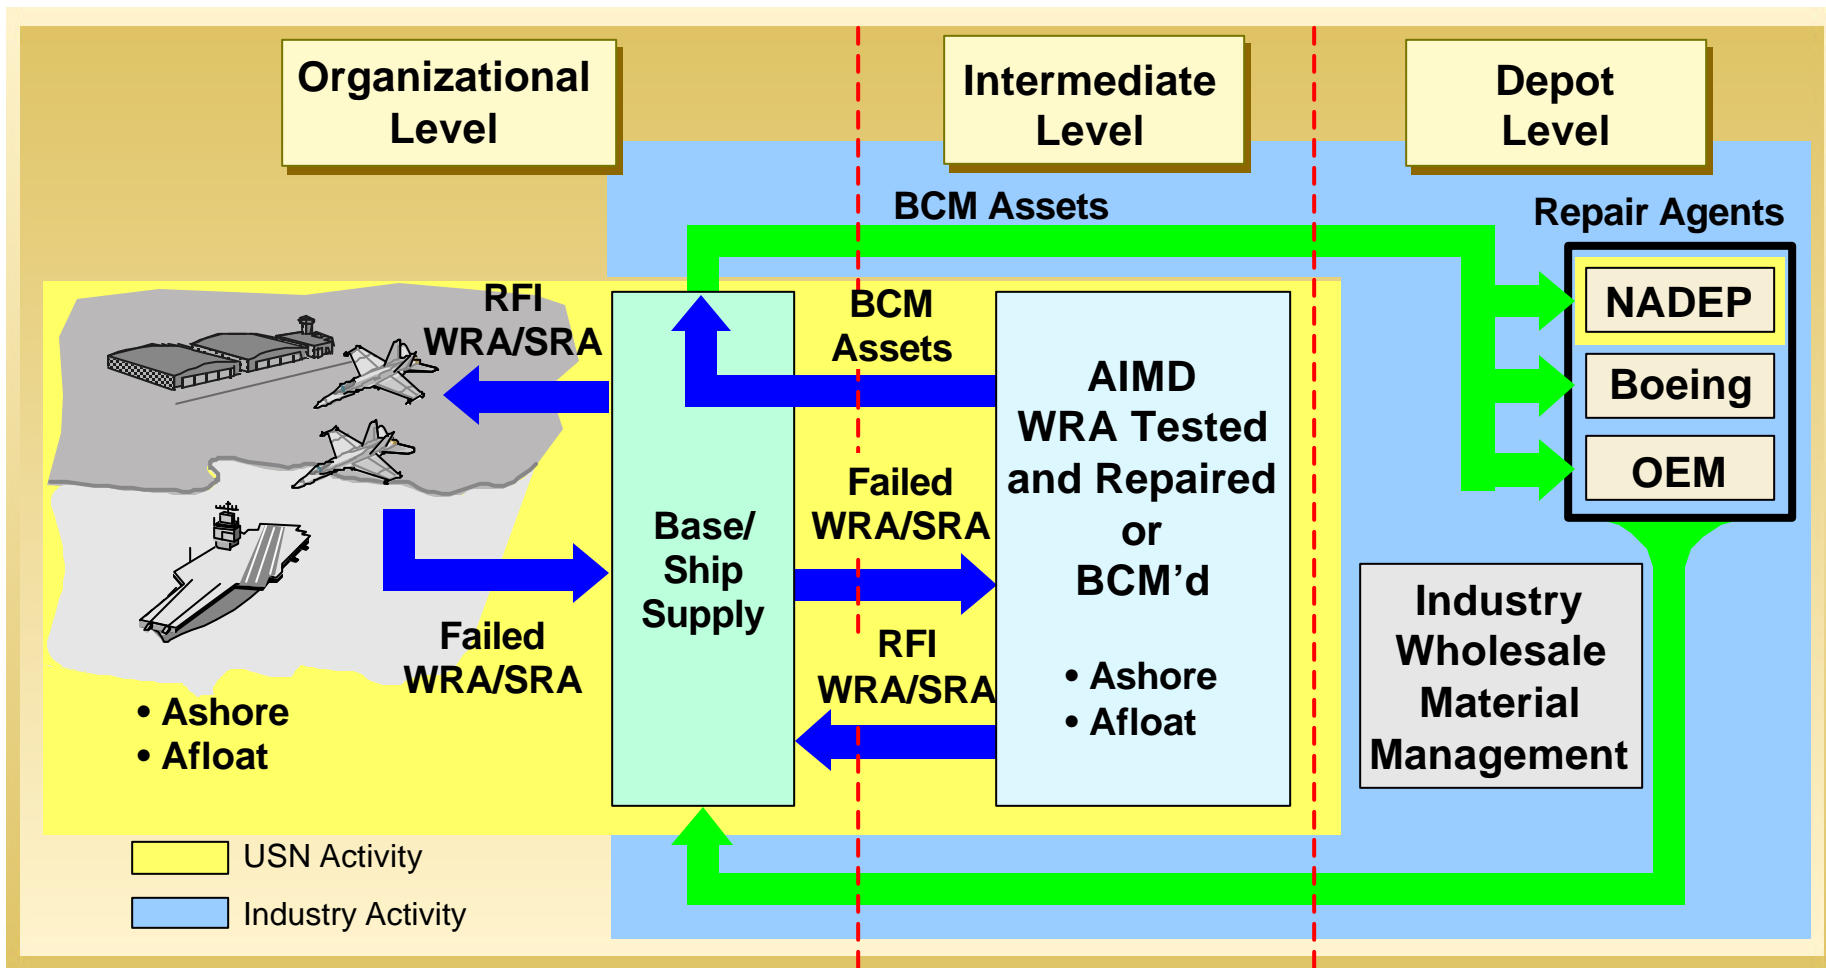 Organizational
Level
Intermediate
Level
Depot
Level
BCM Assets
Repair Agents
NADEP
Boeing
OEM
RFI
WRA/SRA
BCM
Assets
AIMD
WRA Tested
and Repaired
or
BCM’d
• Ashore
• Afloat
Base/
Ship
Supply
Failed
WRA/SRA
RFI
WRA/SRA
Failed
WRA/SRA
• Ashore
• Afloat
Industry
Wholesale
Material
Management
USN Activity
Industry Activity